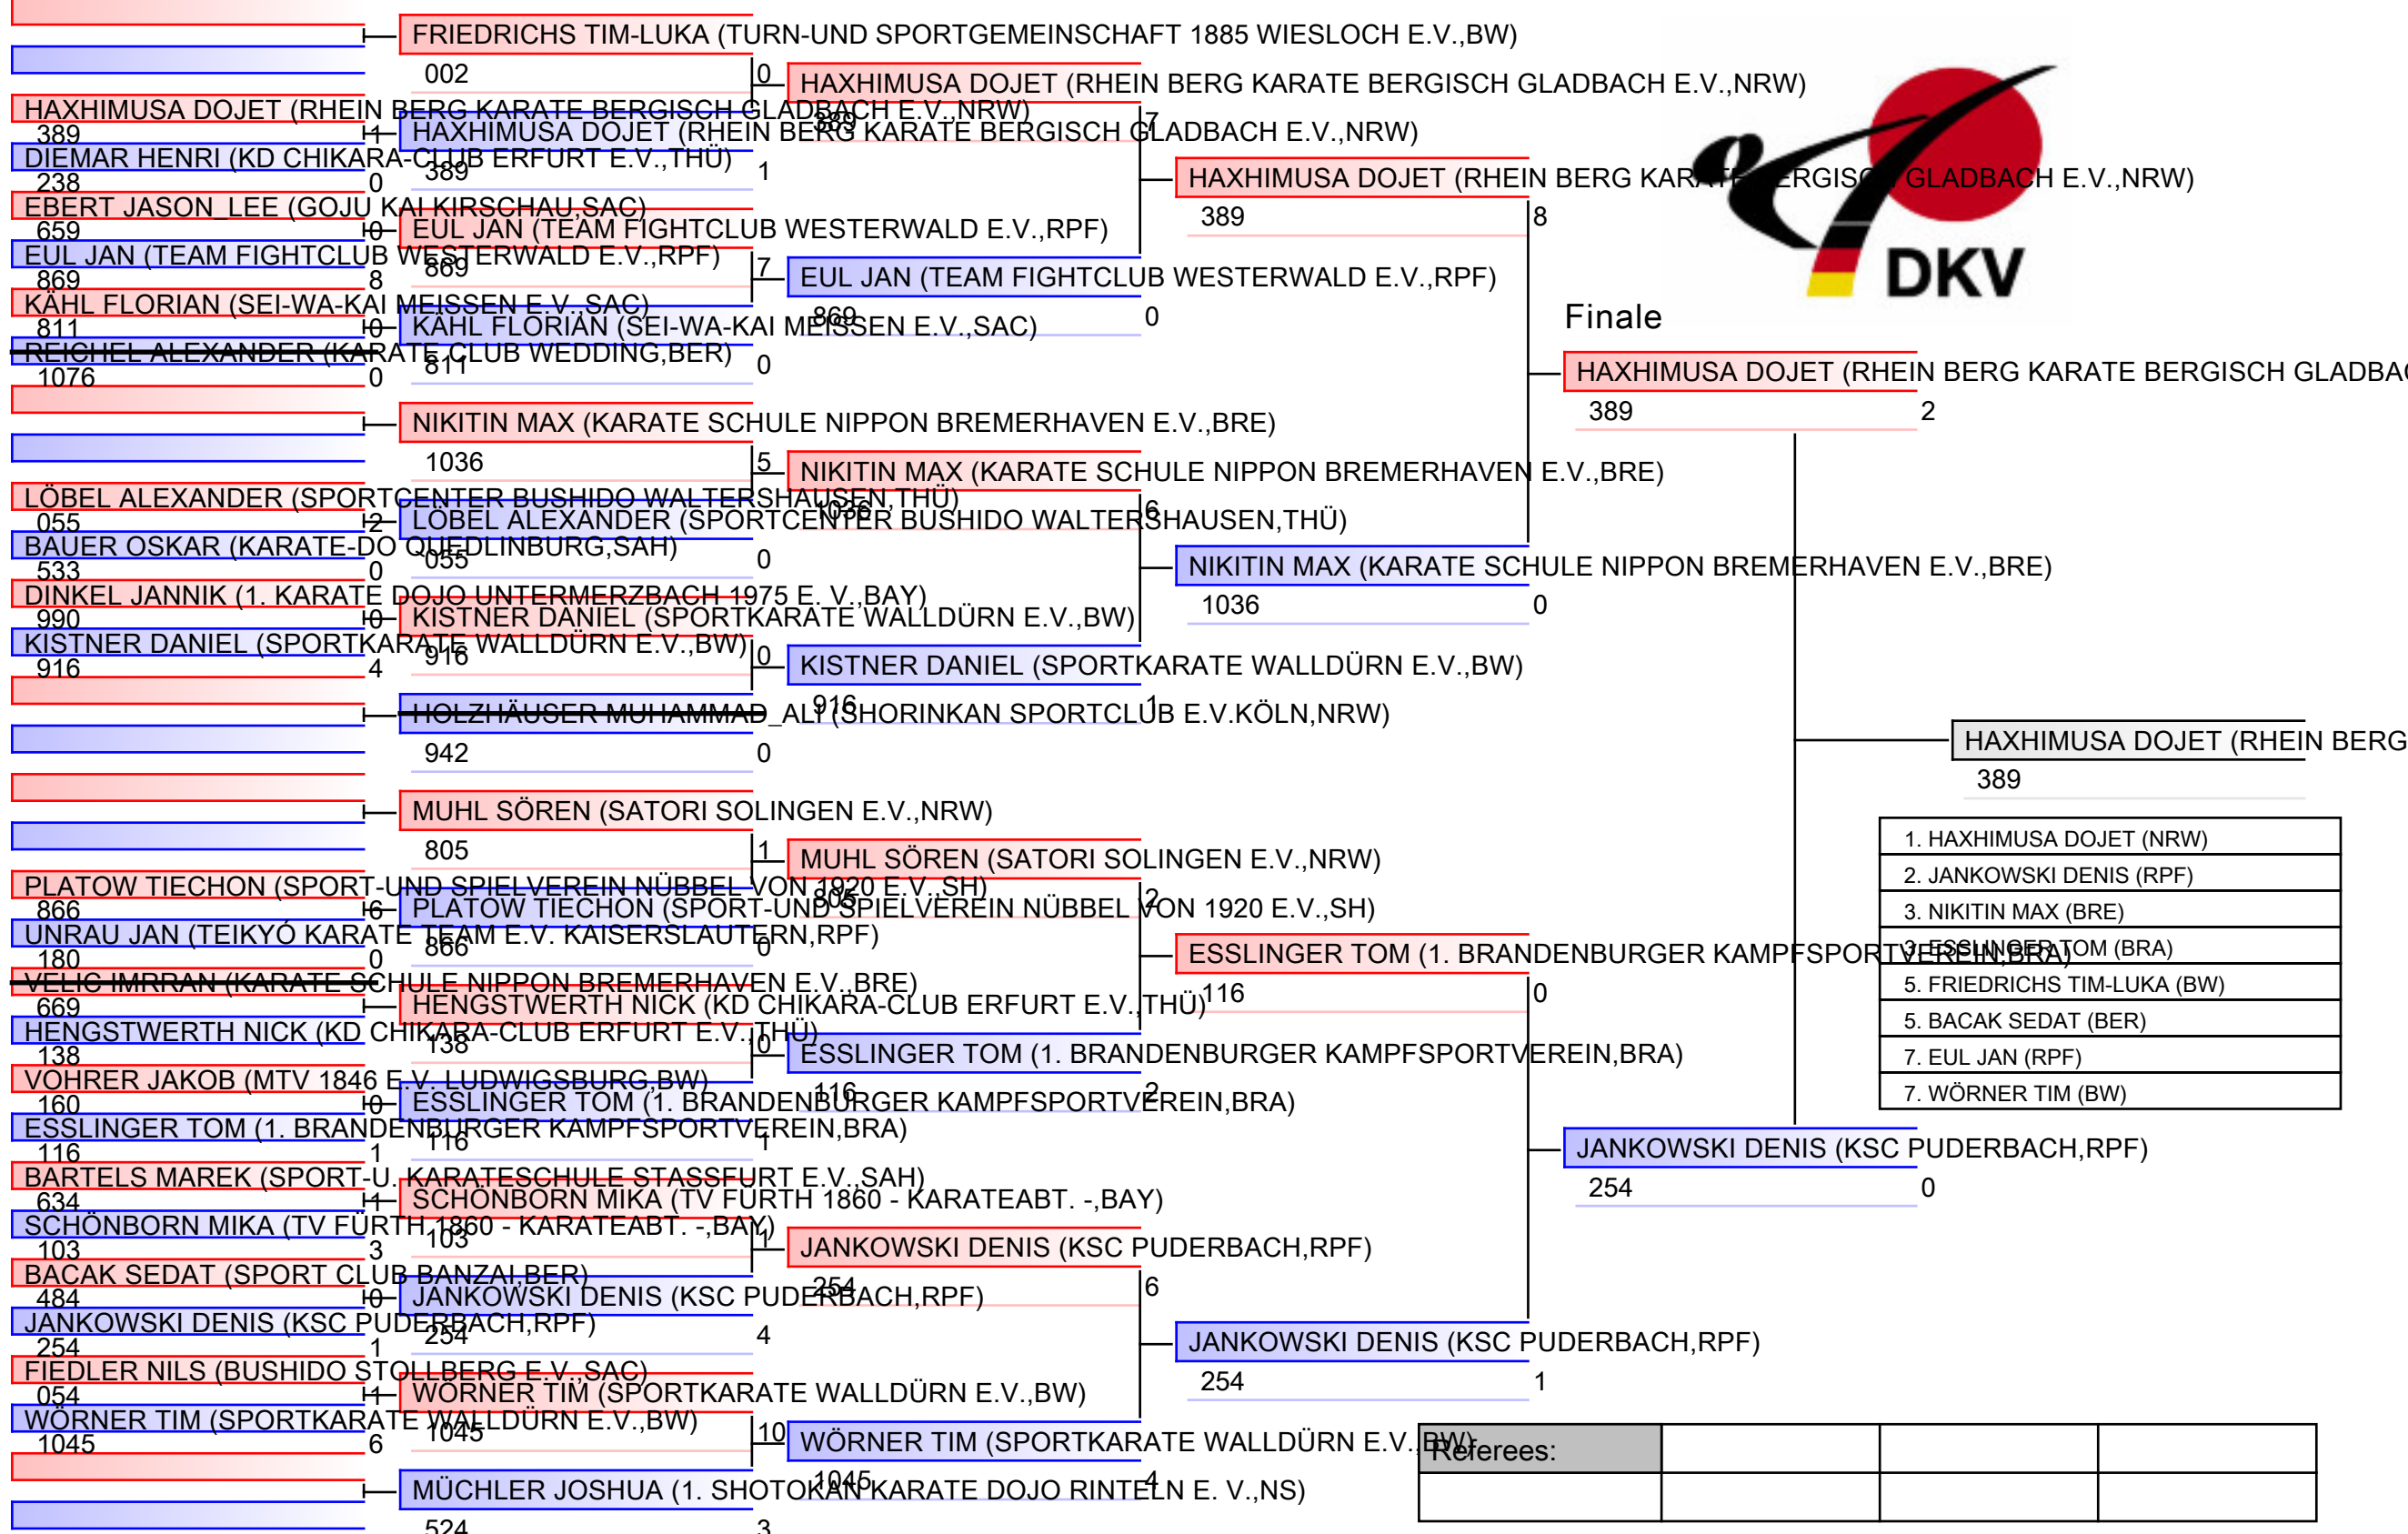 FRIEDRICHS TIM-LUKA (TURN-UND SPORTGEMEINSCHAFT 1885 WIESLOCH E.V.,BW)
002 0
HAXHIMUSA DOJET (RHEIN BERG KARATE BERGISCH GLADBACH E.V.,NRW)
389 1
DIEMAR HENRI (KD CHIKARA-CLUB ERFURT E.V.,THÜ)
238 0
HAXHIMUSA DOJET (RHEIN BERG KARATE BERGISCH GLADBACH E.V.,NRW)
389 1
EBERT JASON_LEE (GOJU KAI KIRSCHAU,SAC)
659 0
EUL JAN (TEAM FIGHTCLUB WESTERWALD E.V.,RPF)
869 8
EUL JAN (TEAM FIGHTCLUB WESTERWALD E.V.,RPF)
869 7
KÄHL FLORIAN (SEI-WA-KAI MEISSEN E.V.,SAC)
811 0
REICHEL ALEXANDER (KARATE CLUB WEDDING,BER)
1076 0
KÄHL FLORIAN (SEI-WA-KAI MEISSEN E.V.,SAC)
811 0
NIKITIN MAX (KARATE SCHULE NIPPON BREMERHAVEN E.V.,BRE)
1036 5
LÖBEL ALEXANDER (SPORTCENTER BUSHIDO WALTERSHAUSEN,THÜ)
055 2
BAUER OSKAR (KARATE-DO QUEDLINBURG,SAH)
533 0
LÖBEL ALEXANDER (SPORTCENTER BUSHIDO WALTERSHAUSEN,THÜ)
055 0
DINKEL JANNIK (1. KARATE DOJO UNTERMERZBACH 1975 E. V.,BAY)
990 0
KISTNER DANIEL (SPORTKARATE WALLDÜRN E.V.,BW)
916 4
KISTNER DANIEL (SPORTKARATE WALLDÜRN E.V.,BW)
916 0
HOLZHÄUSER MUHAMMAD_ALI (SHORINKAN SPORTCLUB E.V.KÖLN,NRW)
942 0
MUHL SÖREN (SATORI SOLINGEN E.V.,NRW)
805 1
PLATOW TIECHON (SPORT-UND SPIELVEREIN NÜBBEL VON 1920 E.V.,SH)
866 6
UNRAU JAN (TEIKYÓ KARATE TEAM E.V. KAISERSLAUTERN,RPF)
180 0
PLATOW TIECHON (SPORT-UND SPIELVEREIN NÜBBEL VON 1920 E.V.,SH)
866 0
VELIC IMRRAN (KARATE SCHULE NIPPON BREMERHAVEN E.V.,BRE)
669
HENGSTWERTH NICK (KD CHIKARA-CLUB ERFURT E.V.,THÜ)
138
HENGSTWERTH NICK (KD CHIKARA-CLUB ERFURT E.V.,THÜ)
138 0
VOHRER JAKOB (MTV 1846 E.V. LUDWIGSBURG,BW)
160 0
ESSLINGER TOM (1. BRANDENBURGER KAMPFSPORTVEREIN,BRA)
116 1
ESSLINGER TOM (1. BRANDENBURGER KAMPFSPORTVEREIN,BRA)
116 1
BARTELS MAREK (SPORT-U. KARATESCHULE STASSFURT E.V.,SAH)
634 1
SCHÖNBORN MIKA (TV FÜRTH 1860 - KARATEABT. -,BAY)
103 3
SCHÖNBORN MIKA (TV FÜRTH 1860 - KARATEABT. -,BAY)
103 1
BACAK SEDAT (SPORT CLUB BANZAI,BER)
484 0
JANKOWSKI DENIS (KSC PUDERBACH,RPF)
254 1
JANKOWSKI DENIS (KSC PUDERBACH,RPF)
254 4
FIEDLER NILS (BUSHIDO STOLLBERG E.V.,SAC)
054 1
WÖRNER TIM (SPORTKARATE WALLDÜRN E.V.,BW)
1045 6
WÖRNER TIM (SPORTKARATE WALLDÜRN E.V.,BW)
1045 10
MÜCHLER JOSHUA (1. SHOTOKAN KARATE DOJO RINTELN E. V.,NS)
524 3
HAXHIMUSA DOJET (RHEIN BERG KARATE BERGISCH GLADBACH E.V.,NRW)
389 7
EUL JAN (TEAM FIGHTCLUB WESTERWALD E.V.,RPF)
869 0
NIKITIN MAX (KARATE SCHULE NIPPON BREMERHAVEN E.V.,BRE)
1036 6
KISTNER DANIEL (SPORTKARATE WALLDÜRN E.V.,BW)
916 1
MUHL SÖREN (SATORI SOLINGEN E.V.,NRW)
805 2
ESSLINGER TOM (1. BRANDENBURGER KAMPFSPORTVEREIN,BRA)
116 2
JANKOWSKI DENIS (KSC PUDERBACH,RPF)
254 6
WÖRNER TIM (SPORTKARATE WALLDÜRN E.V.,BW)
1045 4
HAXHIMUSA DOJET (RHEIN BERG KARATE BERGISCH GLADBACH E.V.,NRW)
389 8
NIKITIN MAX (KARATE SCHULE NIPPON BREMERHAVEN E.V.,BRE)
1036 0
ESSLINGER TOM (1. BRANDENBURGER KAMPFSPORTVEREIN,BRA)
116 0
JANKOWSKI DENIS (KSC PUDERBACH,RPF)
254 1
DKV
Finale
HAXHIMUSA DOJET (RHEIN BERG KARATE BERGISCH GLADBA
389 2
JANKOWSKI DENIS (KSC PUDERBACH,RPF)
254 0
HAXHIMUSA DOJET (RHEIN BERG
389
1. HAXHIMUSA DOJET (NRW)
2. JANKOWSKI DENIS (RPF)
3. NIKITIN MAX (BRE)
3. ESSLINGER TOM (BRA)
5. FRIEDRICHS TIM-LUKA (BW)
5. BACAK SEDAT (BER)
7. EUL JAN (RPF)
7. WÖRNER TIM (BW)
Referees: